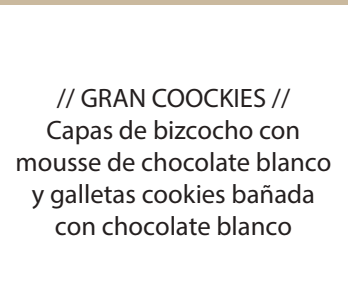 // GRAN COOCKIES //
Capas de bizcocho con
mousse de chocolate blanco
y galletas cookies bañada
con chocolate blanco